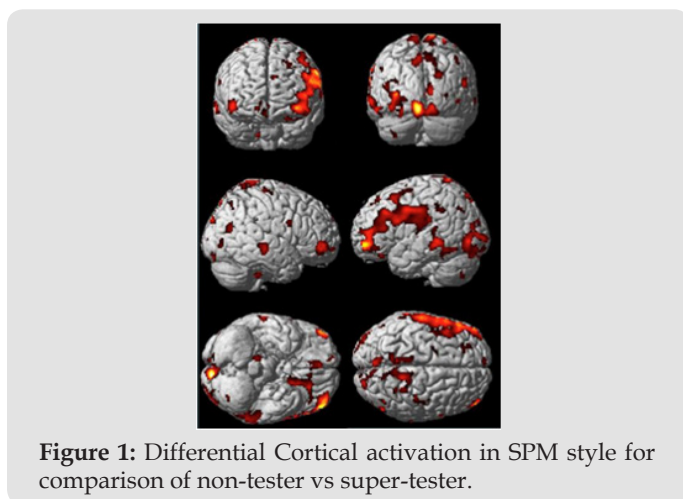 Figure 1: Differential Cortical activation in SPM style for
comparison of non-tester vs super-tester.